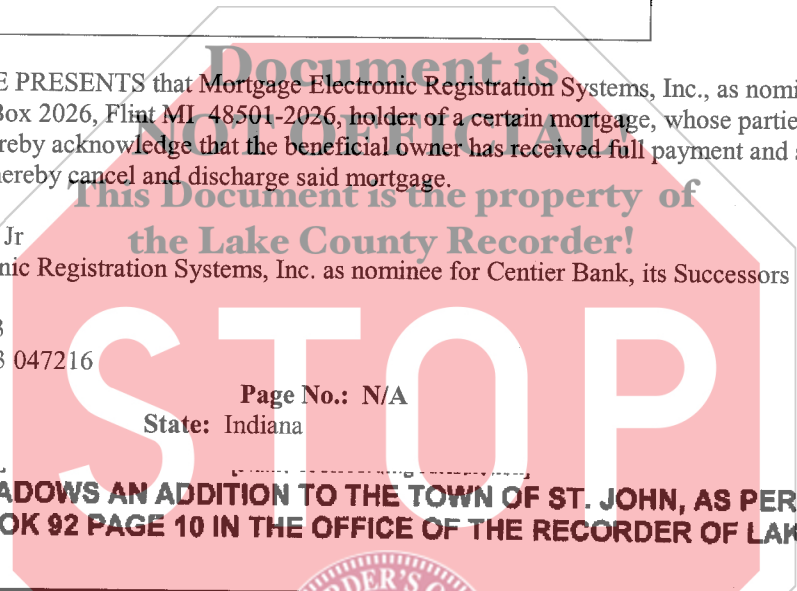 Document is
E PRESENTS that Mortgage Electronic Registration Systems, Inc., as nomi
Box 2026, Flint MI 48501-2026, holder of a certain mortgage, whose partie
NOT OFFICIAL!
reby acknowledge that the beneficial owner has received full payment and s
hereby cancel and discharge said mortgage.
This Document is the property of
Jr
the Lake County Recorder!
nic Registration Systems, Inc. as nominee for Centier Bank, its Successors
STOP
3
3 047216
Page No.: N/A
State: Indiana
ADOWS AN ADDITION TO THE TOWN OF ST. JOHN, AS PER
OK 92 PAGE 10 IN THE OFFICE OF THE RECORDER OF LAK
RDER'S O